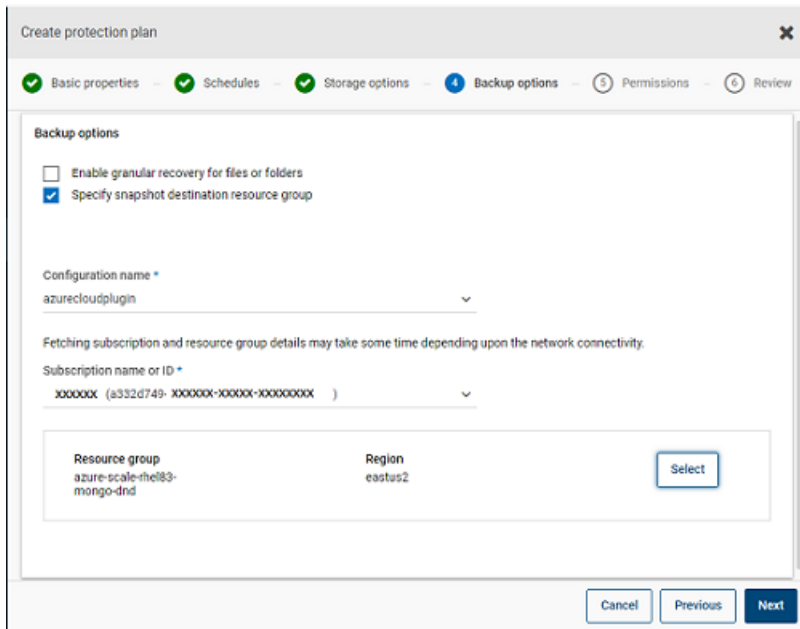 Create protection plan
Basic properties
Schedules
Storage options
4 Backup options
5 Permissions
6 Review
Backup options
Enable granular recovery for files or folders
Specify snapshot destination resource group
Configuration name *
azurecloudplugin
Fetching subscription and resource group details may take some time depending upon the network connectivity.
Subscription name or ID *
XXXXXX (a332d749- XXXXXX-XXXXX-XXXXXXXX )
Resource group
azure-scale-rhel83-
mongo-dnd
Region
eastus2
Select
Cancel
Previous
Next